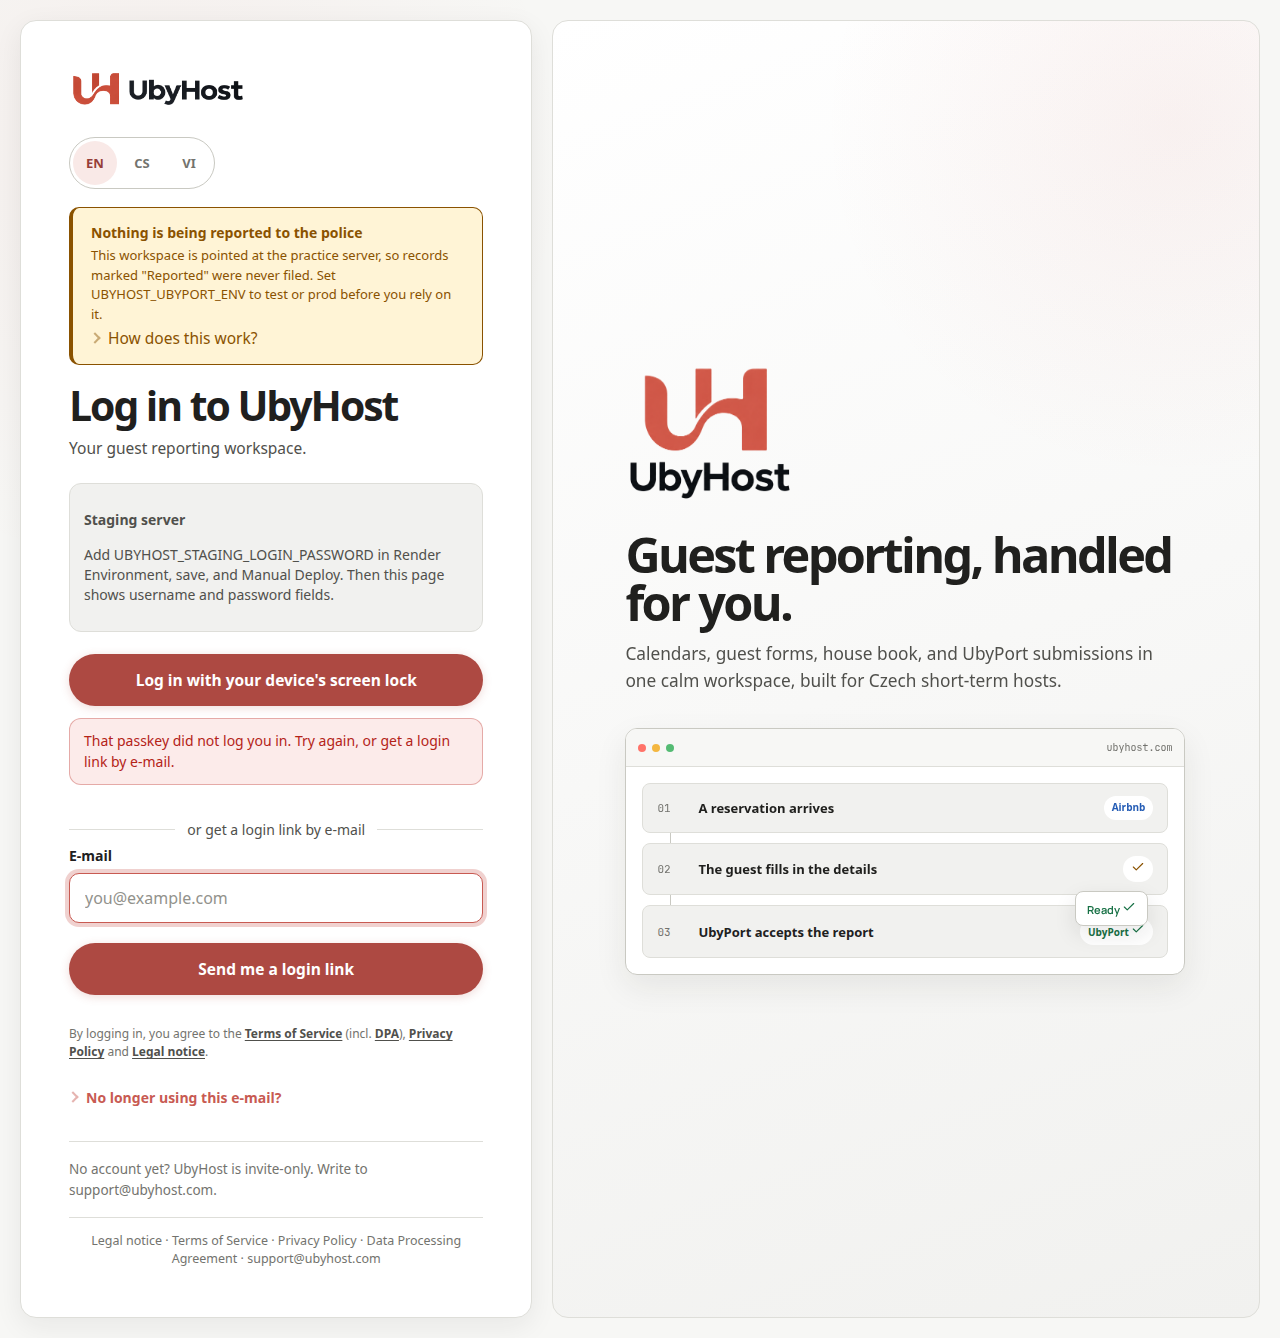 UbyHost
EN CS VI
Nothing is being reported to the police
This workspace is pointed at the practice server, so records
marked "Reported" were never filed. Set
UBYHOST_UBYPORT_ENV to test or prod before you rely on
it.
How does this work?
Log in to UbyHost
Your guest reporting workspace.
Staging server
Add UBYHOST_STAGING_LOGIN_PASSWORD in Render
Environment, save, and Manual Deploy. Then this page
shows username and password fields.
Log in with your device's screen lock
That passkey did not log you in. Try again, or get a login
link by e-mail.
or get a login link by e-mail
E-mail
you@example.com
Send me a login link
By logging in, you agree to the Terms of Service (incl. DPA), Privacy
Policy and Legal notice.
No longer using this e-mail?
No account yet? UbyHost is invite-only. Write to
support@ubyhost.com.
Legal notice · Terms of Service · Privacy Policy · Data Processing
Agreement · support@ubyhost.com
UbyHost
Guest reporting, handled
for you.
Calendars, guest forms, house book, and UbyPort submissions in
one calm workspace, built for Czech short-term hosts.
ubyhost.com
01 A reservation arrives Airbnb
02 The guest fills in the details
Ready
03 UbyPort accepts the report UbyPort